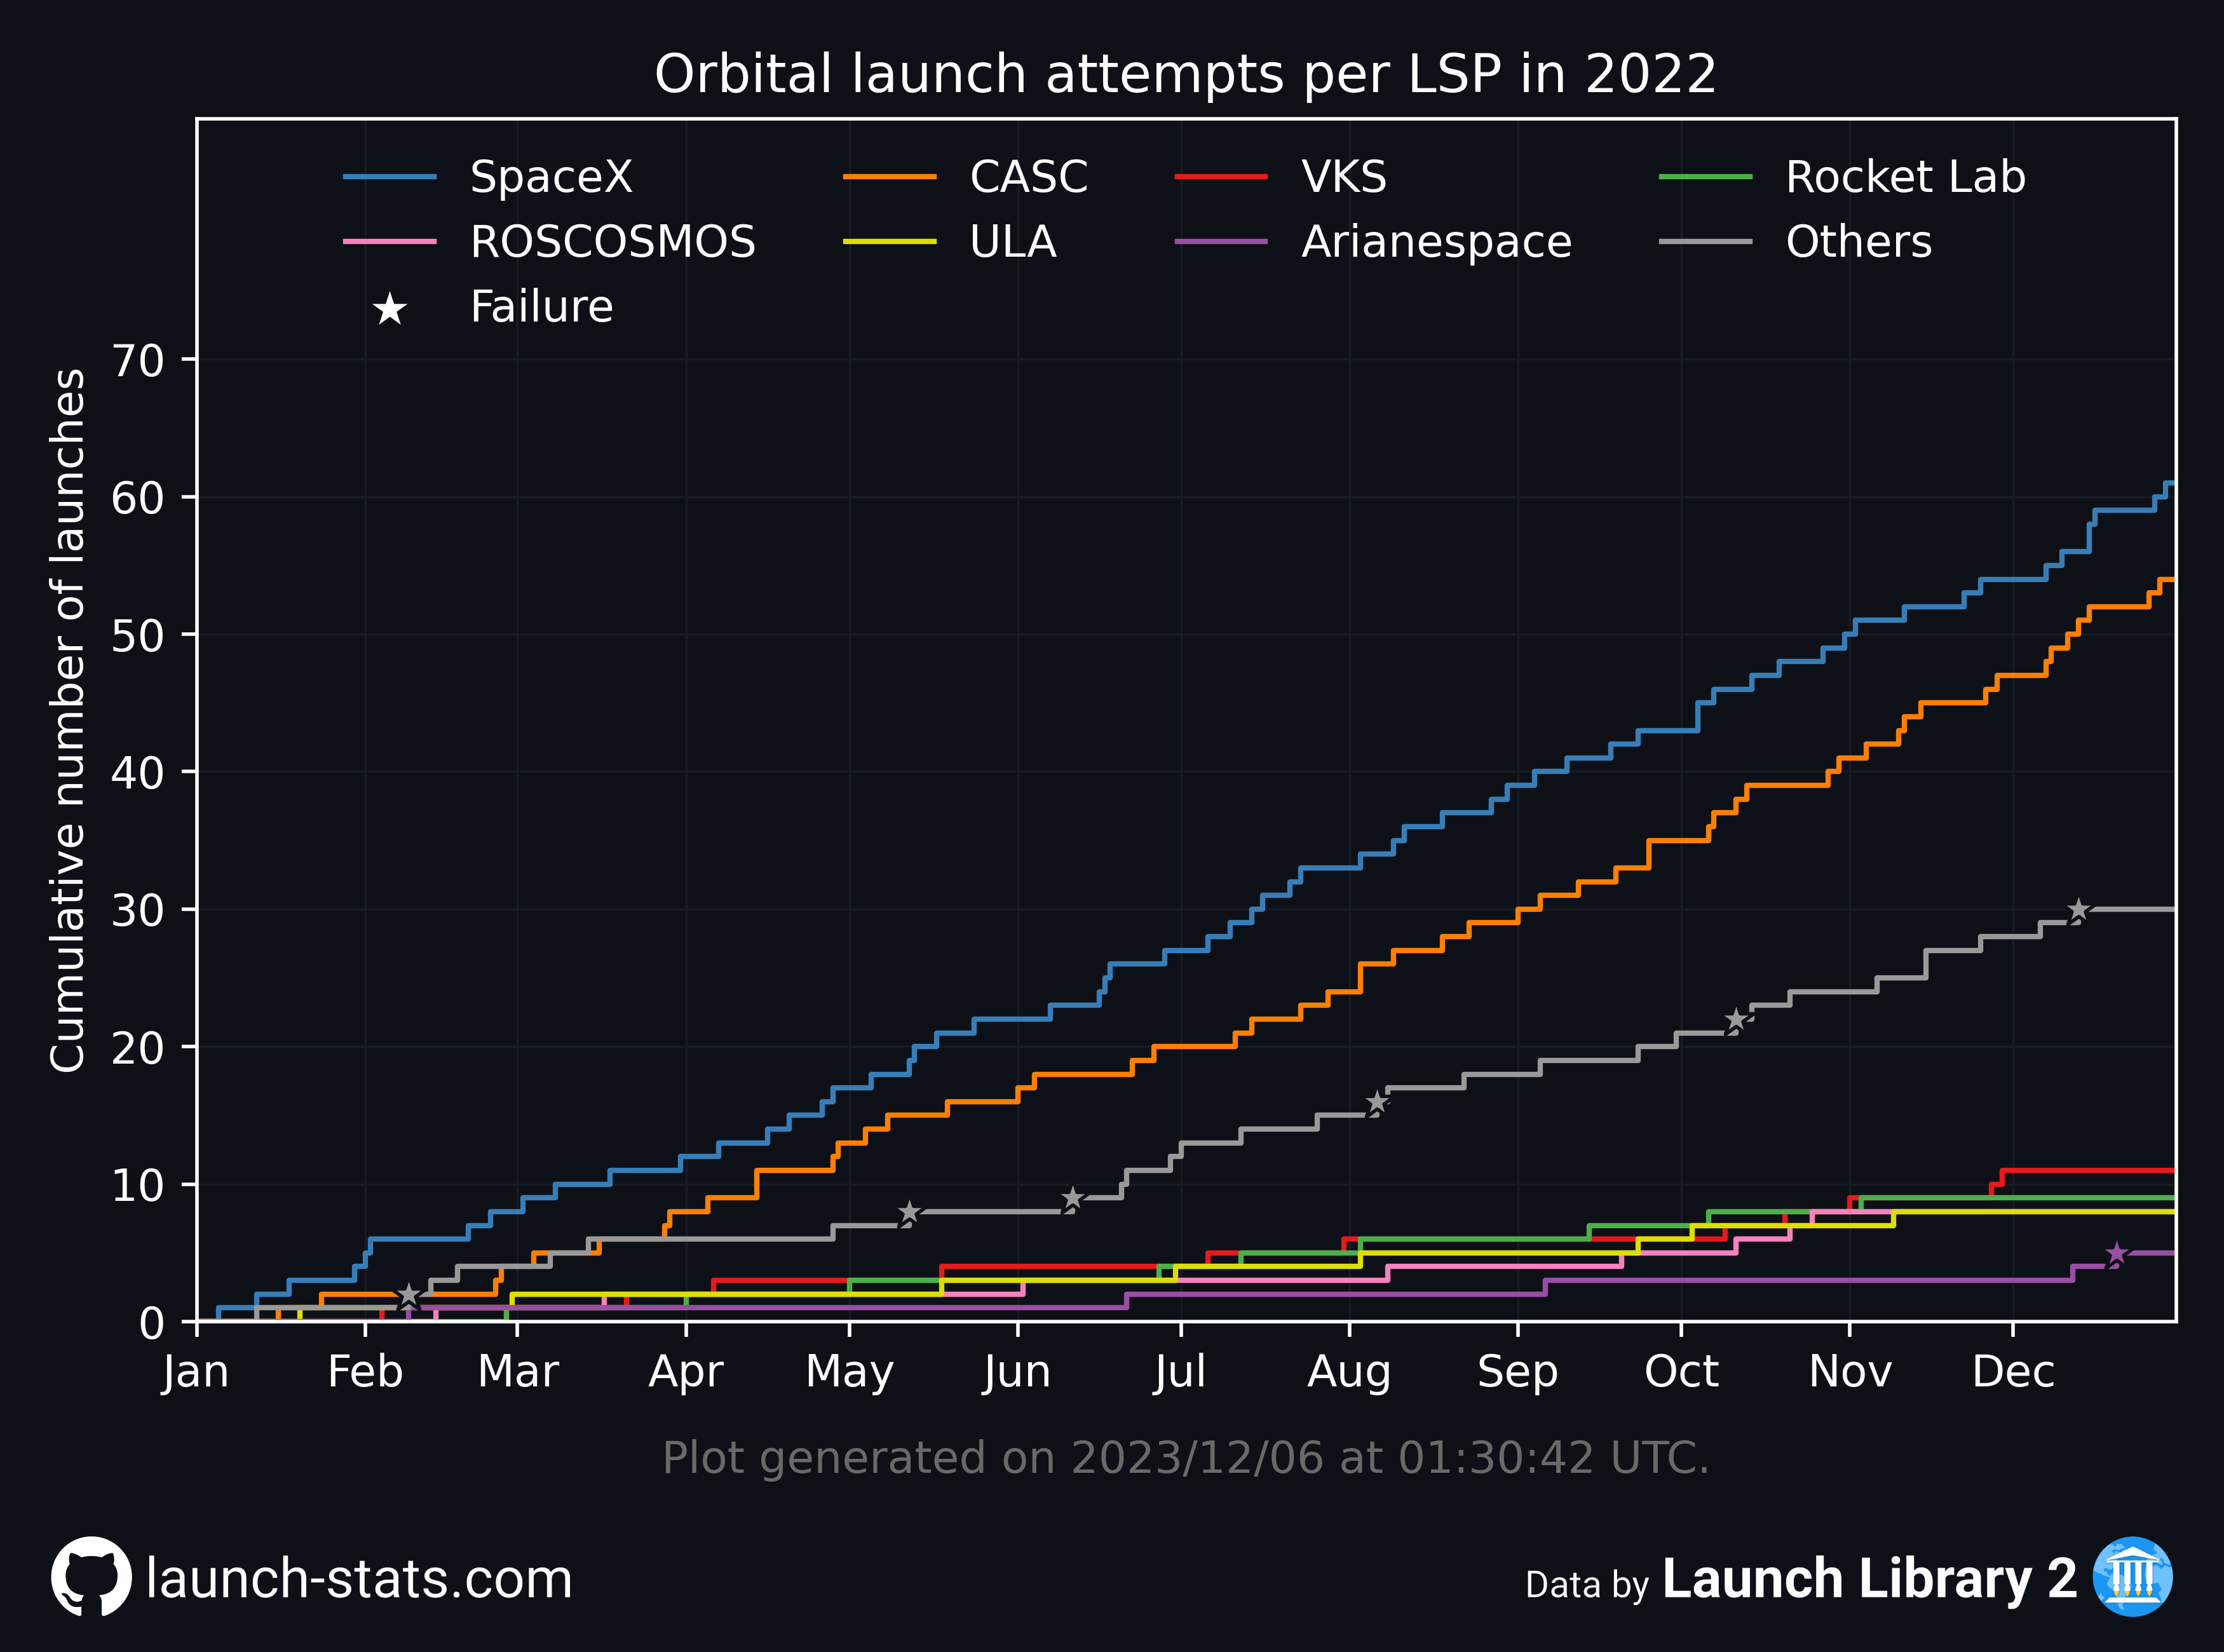 Orbital launch attempts per LSP in 2022
SpaceX CASC VKS Rocket Lab
ROSCOSMOS ULA Arianespace Others
Failure
Cumulative number of launches
70
60
50
40
30
20
10
0
Jan Feb Mar Apr May Jun Jul Aug Sep Oct Nov Dec
Plot generated on 2023/12/06 at 01:30:42 UTC.
launch-stats.com
Data by Launch Library 2